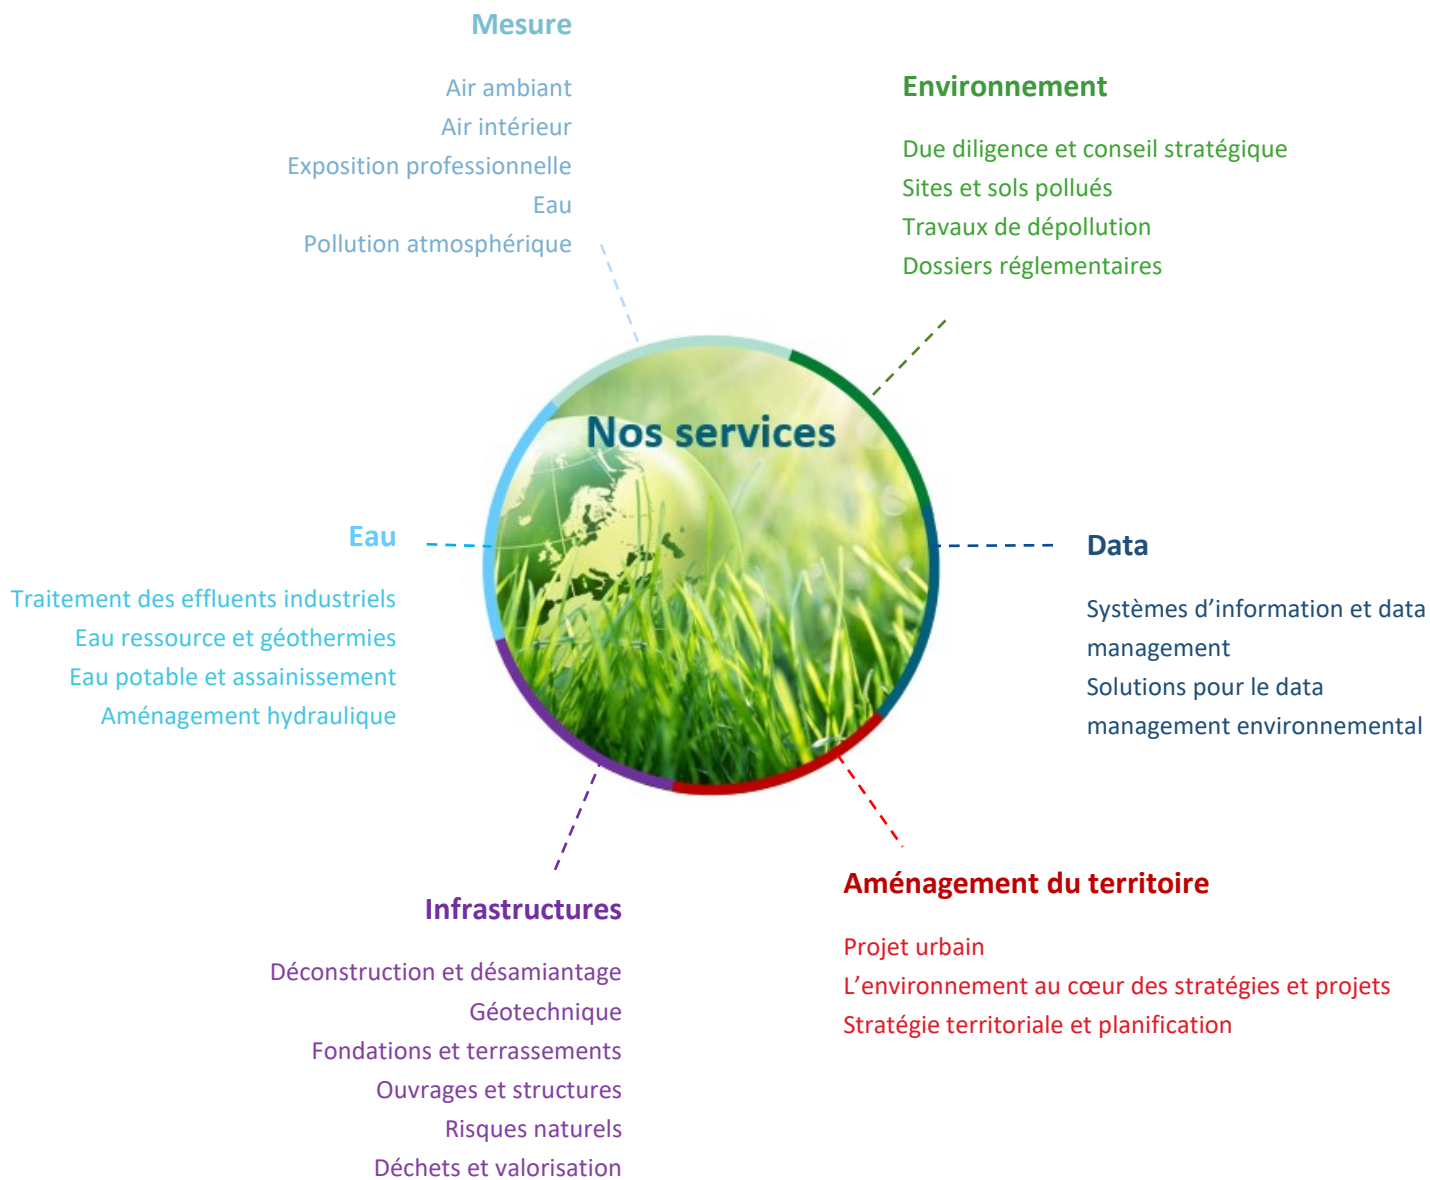 Mesure
Air ambiant
Air intérieur
Exposition professionnelle
Eau
Pollution atmosphérique
Environnement
Due diligence et conseil stratégique
Sites et sols pollués
Travaux de dépollution
Dossiers réglementaires
Nos services
Eau
Traitement des effluents industriels
Eau ressource et géothermies
Eau potable et assainissement
Aménagement hydraulique
Data
Systèmes d’information et data
management
Solutions pour le data
management environnemental
Infrastructures
Déconstruction et désamiantage
Géotechnique
Fondations et terrassements
Ouvrages et structures
Risques naturels
Déchets et valorisation
Aménagement du territoire
Projet urbain
L’environnement au cœur des stratégies et projets
Stratégie territoriale et planification